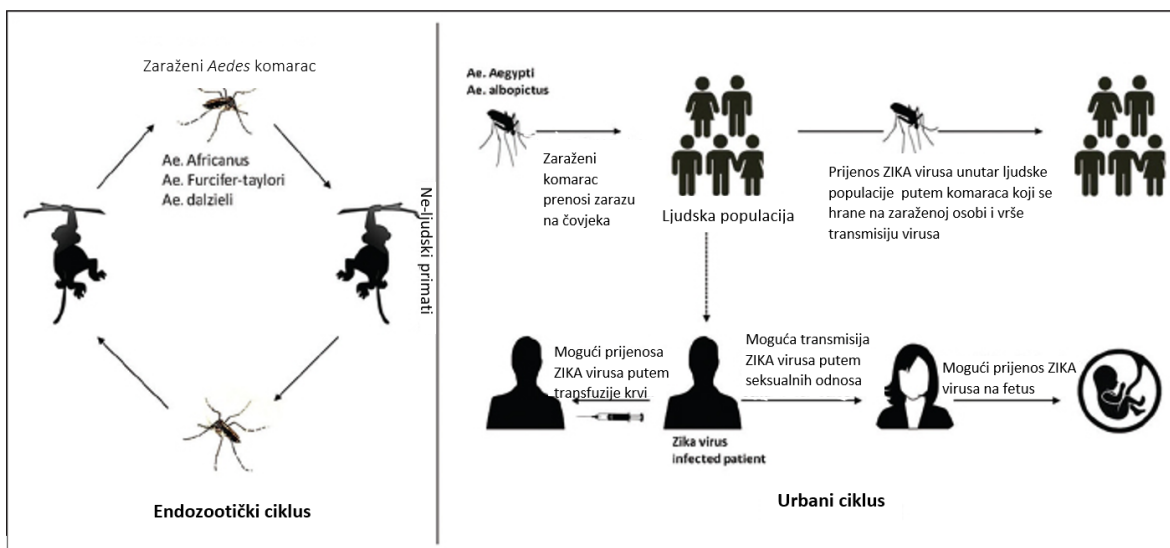 Zaraženi Aedes komarac
Ae. Africanus
Ae. Furcifer-taylori
Ae. dalzieli
Ne-ljudski primati
Endozootički ciklus
Ae. Aegypti
Ae. albopictus
Zaraženi
komarac
prenosi zarazu
na čovjeka
Ljudska populacija
Prijenos ZIKA virusa unutar ljudske
populacije putem komaraca koji se
hrane na zaraženoj osobi i vrše
transmisiju virusa
Mogući prijenosa
ZIKA virusa putem
transfuzije krvi
Zika virus
infected patient
Moguća transmisija
ZIKA virusa putem
seksualnih odnosa
Mogući prijenos ZIKA
virusa na fetus
Urbani ciklus